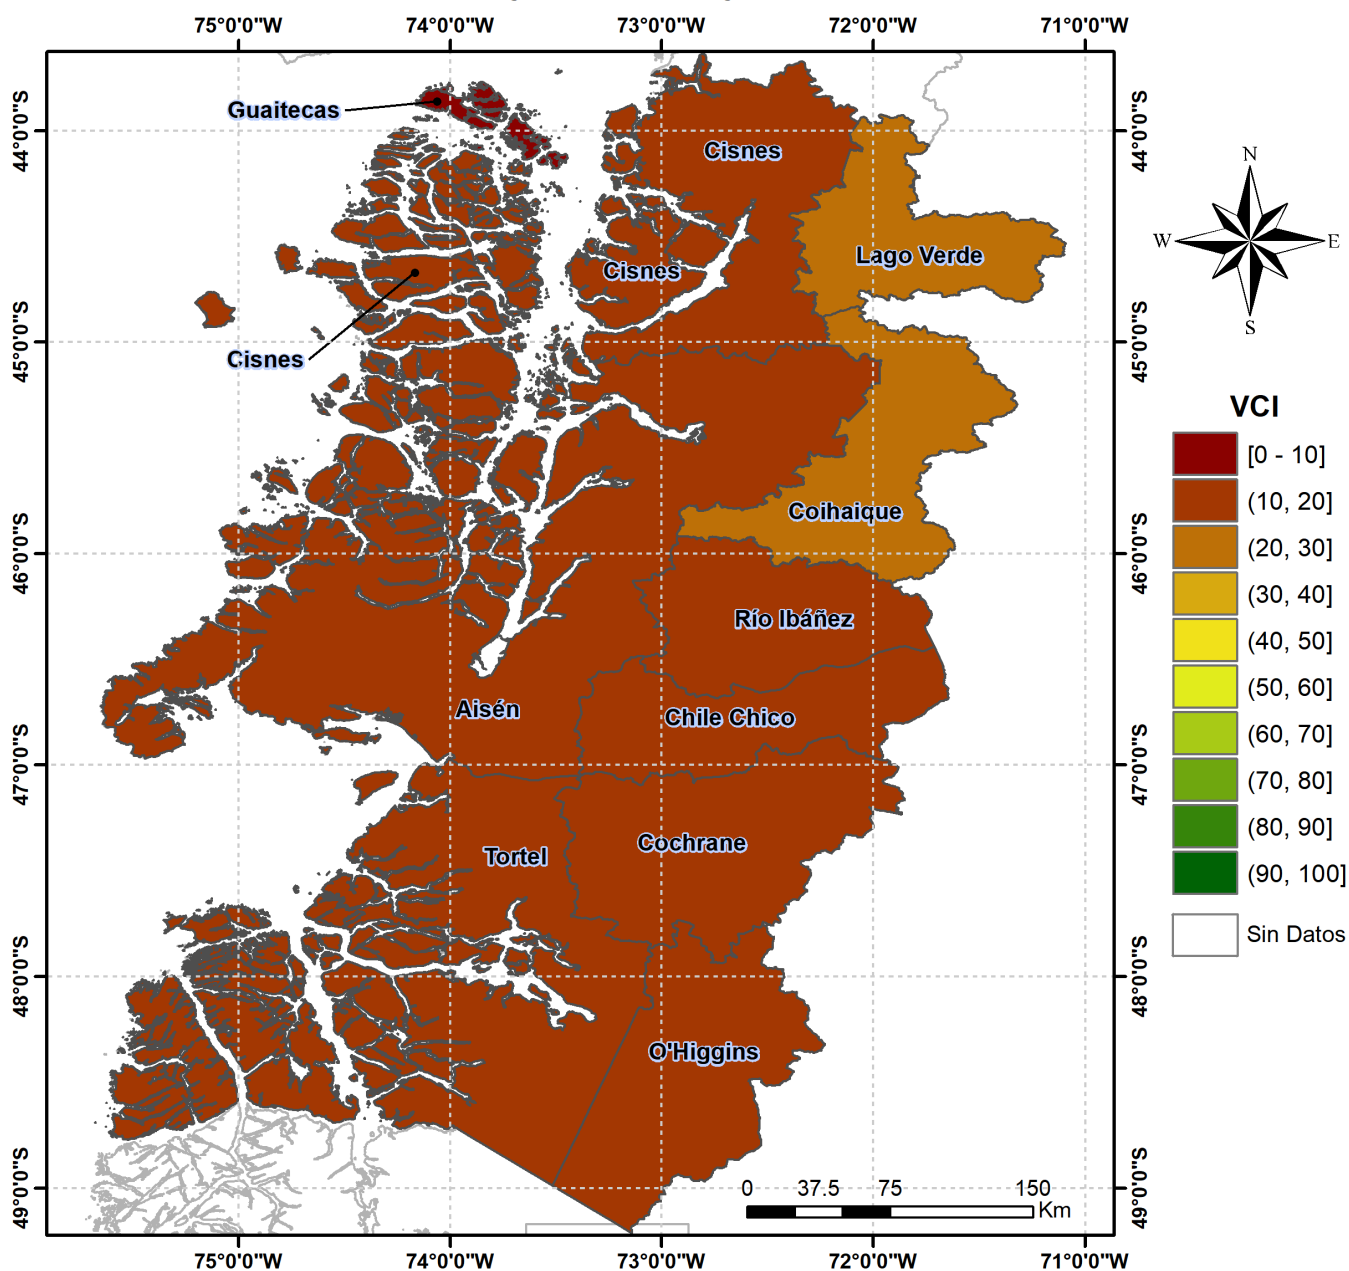 75°0'0"W 74°0'0"W 73°0'0"W 72°0'0"W 71°0'0"W
44°0'0"S 44°0'0"S
45°0'0"S 45°0'0"S
46°0'0"S 46°0'0"S
47°0'0"S 47°0'0"S
48°0'0"S 48°0'0"S
49°0'0"S 49°0'0"S
Guaitecas
Cisnes
Lago Verde
Cisnes
Cisnes
Coihaique
Río Ibáñez
Aisén
Chile Chico
Cochrane
Tortel
O'Higgins
N
W E
S
VCI
[0 - 10]
(10, 20]
(20, 30]
(30, 40]
(40, 50]
(50, 60]
(60, 70]
(70, 80]
(80, 90]
(90, 100]
Sin Datos
0 37.5 75 150
Km
75°0'0"W 74°0'0"W 73°0'0"W 72°0'0"W 71°0'0"W